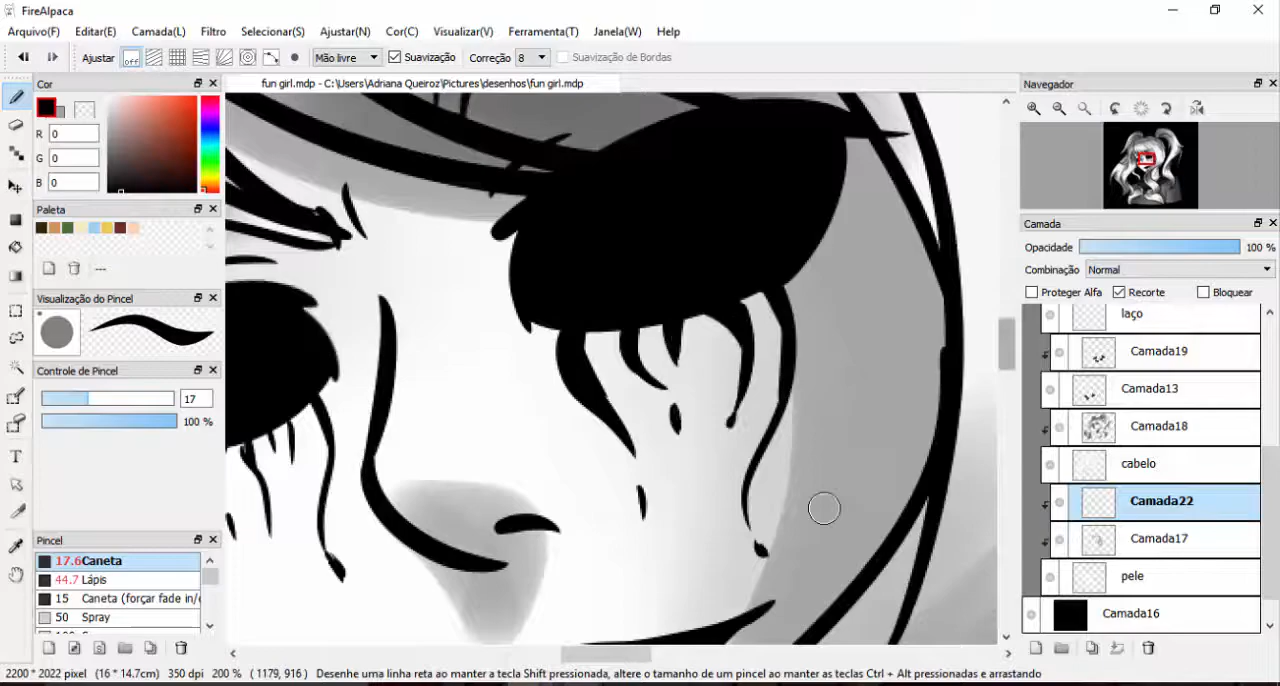 FireAlpaca
Arquivo(F) Editar(E) Camada(L) Filtro Selecionar(S) Ajustar(N) Cor(C) Visualizar(V) Ferramenta(T) Janela(W) Help
Ajustar off Mão livre Suavização Correção 8 Suavização de Bordas
Cor
fun girl.mdp - C:\Users\Adriana Queiroz\Pictures\desenhos\fun girl.mdp
Navegador
R 0
G 0
B 0
Paleta
---
Visualização do Pincel
Controle de Pincel
17
100 %
Pincel
17.6 Caneta
44.7 Lápis
15 Caneta (forçar fade in/
50 Spray
Camada
Opacidade 100 %
Combinação Normal
Proteger Alfa Recorte Bloquear
laço
Camada19
Camada13
Camada18
cabelo
Camada22
Camada17
pele
Camada16
2200 * 2022 pixel (16 * 14.7cm) 350 dpi 200 % ( 1179, 916 ) Desenhe uma linha reta ao manter a tecla Shift pressionada, altere o tamanho de um pincel ao manter as teclas Ctrl + Alt pressionadas e arrastando